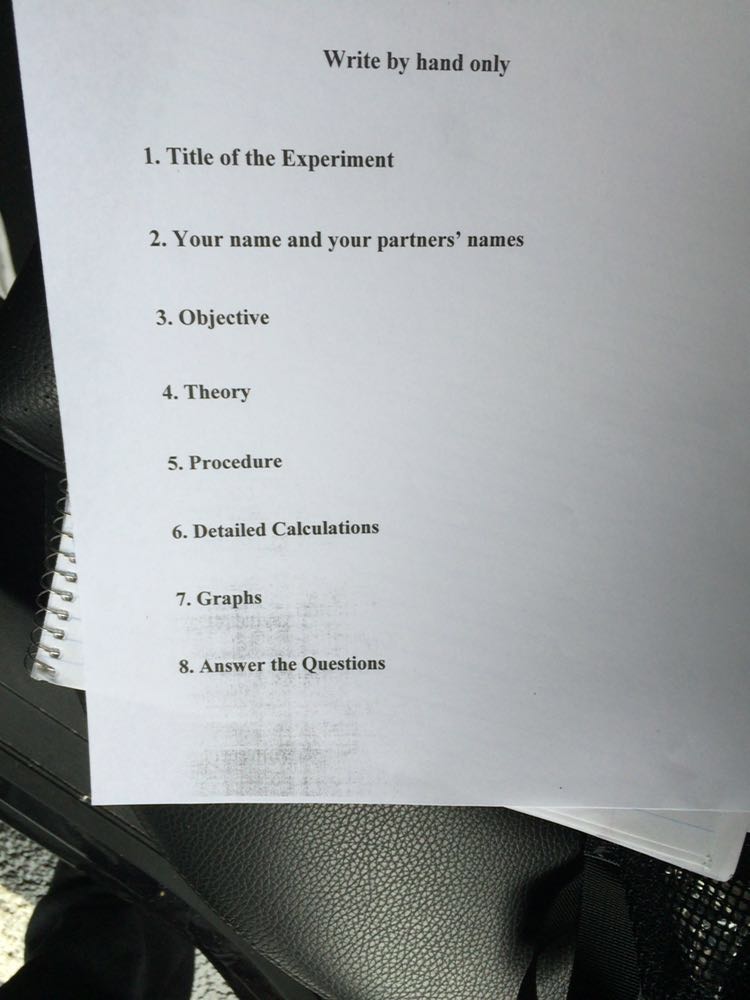 Write by hand only
1. Title of the Experiment
2. Your name and your partners’ names
3. Objective
4. Theory
5. Procedure
6. Detailed Calculations
7. Graphs
8. Answer the Questions